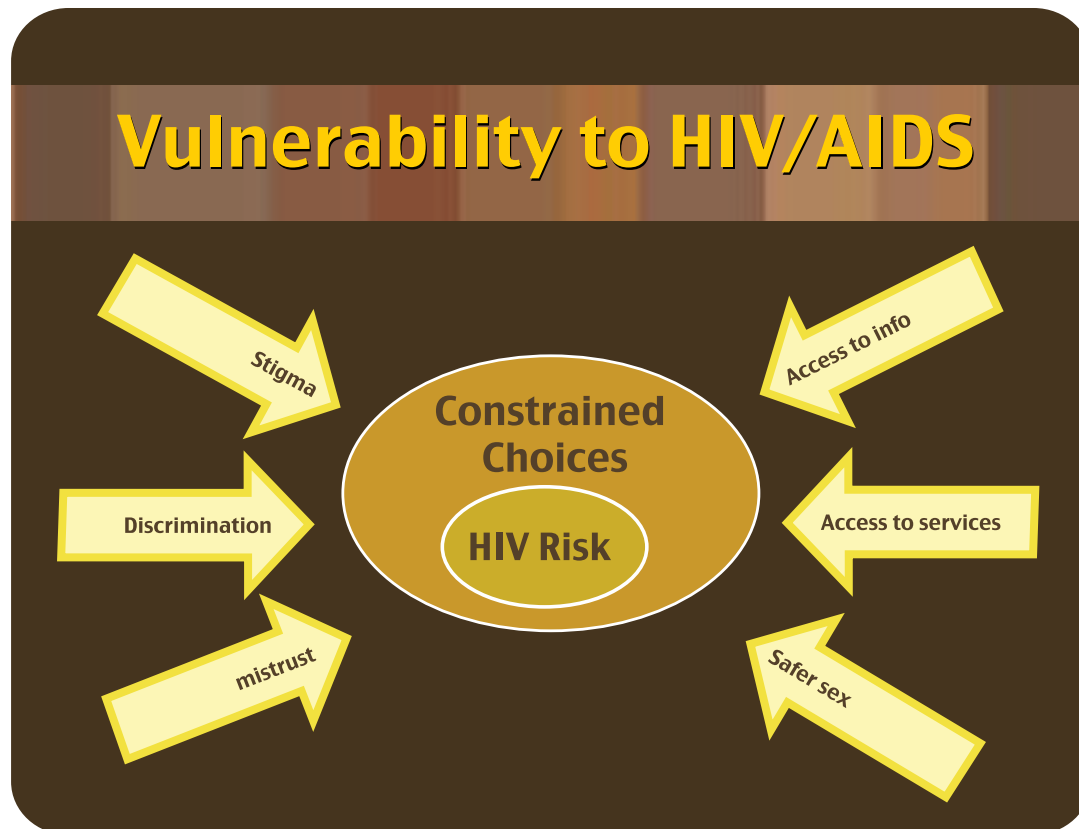 Vulnerability to HIV/AIDS
Stigma
Access to info
Constrained
Choices
HIV Risk
Discrimination
Access to services
mistrust
Safer sex